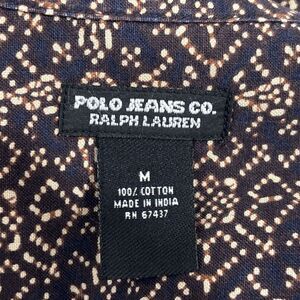 POLO JEANS CO.
RALPH LAUREN
M
100% COTTON
MADE IN INDIA
RN 67437